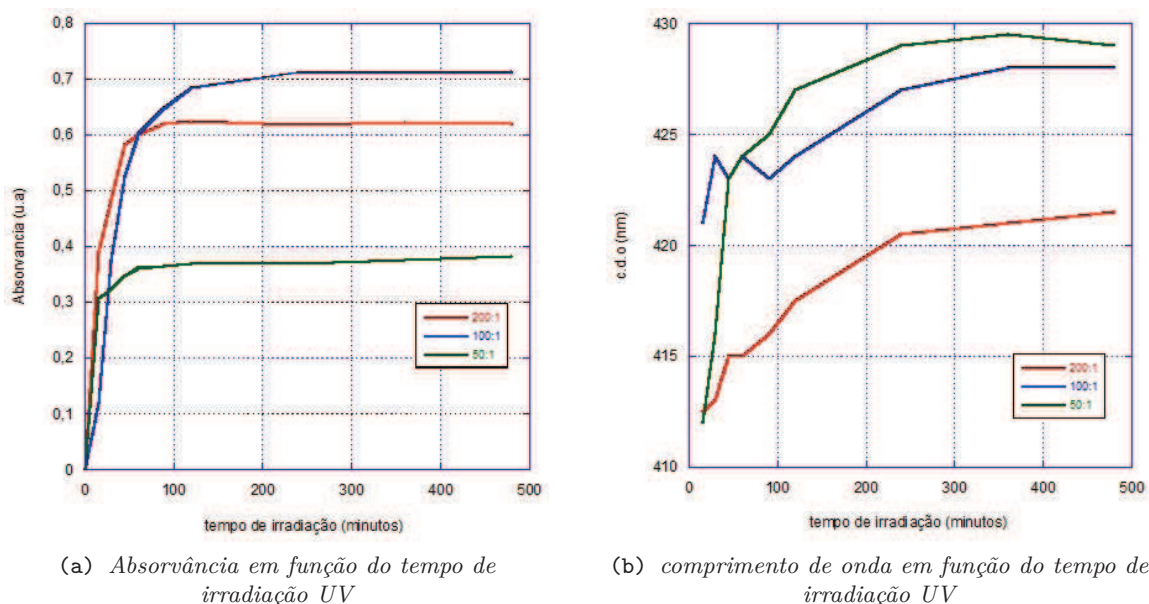 0,8
0,7
0,6
0,5
0,4
0,3
0,2
0,1
0
Absorvancia (u.a)
200:1
100:1
50:1
0 100 200 300 400 500
tempo de irradiação (minutos)
(a) Absorvância em função do tempo de
irradiação UV
430
425
420
415
410
c.d o (nm)
200:1
100:1
50:1
0 100 200 300 400 500
tempo de irradiação (minutos)
(b) comprimento de onda em função do tempo de
irradiação UV